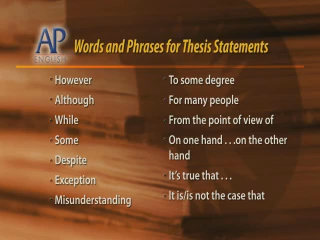 AP
ENGLISH
Words and Phrases for Thesis Statements
However
Although
While
Some
Despite
Exception
Misunderstanding
To some degree
For many people
From the point of view of
On one hand . . .on the other
hand
It's true that . . .
It is/is not the case that